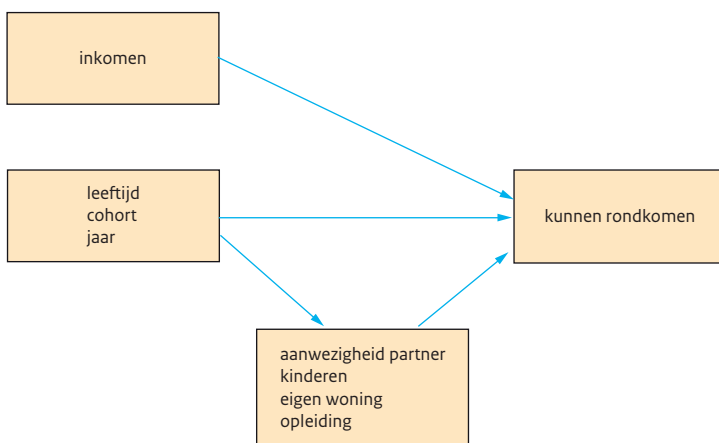 inkomen
leeftijd
cohort
jaar
kunnen rondkomen
aanwezigheid partner
kinderen
eigen woning
opleiding